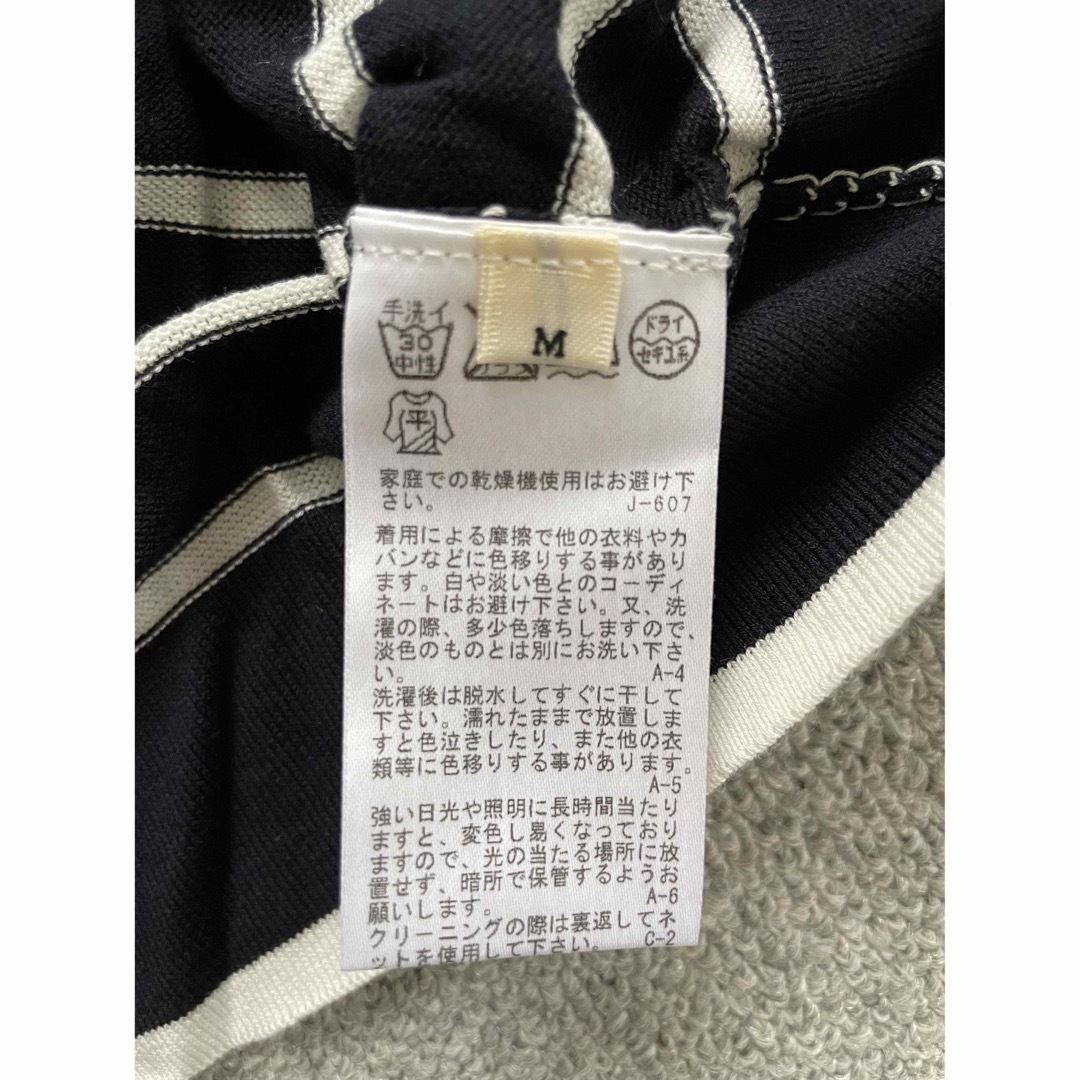 手洗イ
30
中性
M
ドライ
セキユ系
平
家庭での乾燥機使用はお避け下
さい。 J-607
着用による摩擦で他の衣料やカ
バンなどに色移りする事があり
ます。白や淡い色とのコーディ
ネートはお避け下さい。又、洗
濯の際、多少色落ちしますので、
淡色のものとは別にお洗い下さ
い。 A-4
洗濯後は脱水してすぐに干して
下さい。濡れたままで放置しま
すと色泣きしたり、また他の衣
類等に色移りする事があります。
A-5
強い日光や照明に長時間当たり
ますと、変色し易くなっており
ますので、光の当たる場所に放
置せず、暗所で保管するようお
願いします。 A-6
クリーニングの際は裏返してネ
ットを使用して下さい。 C-2